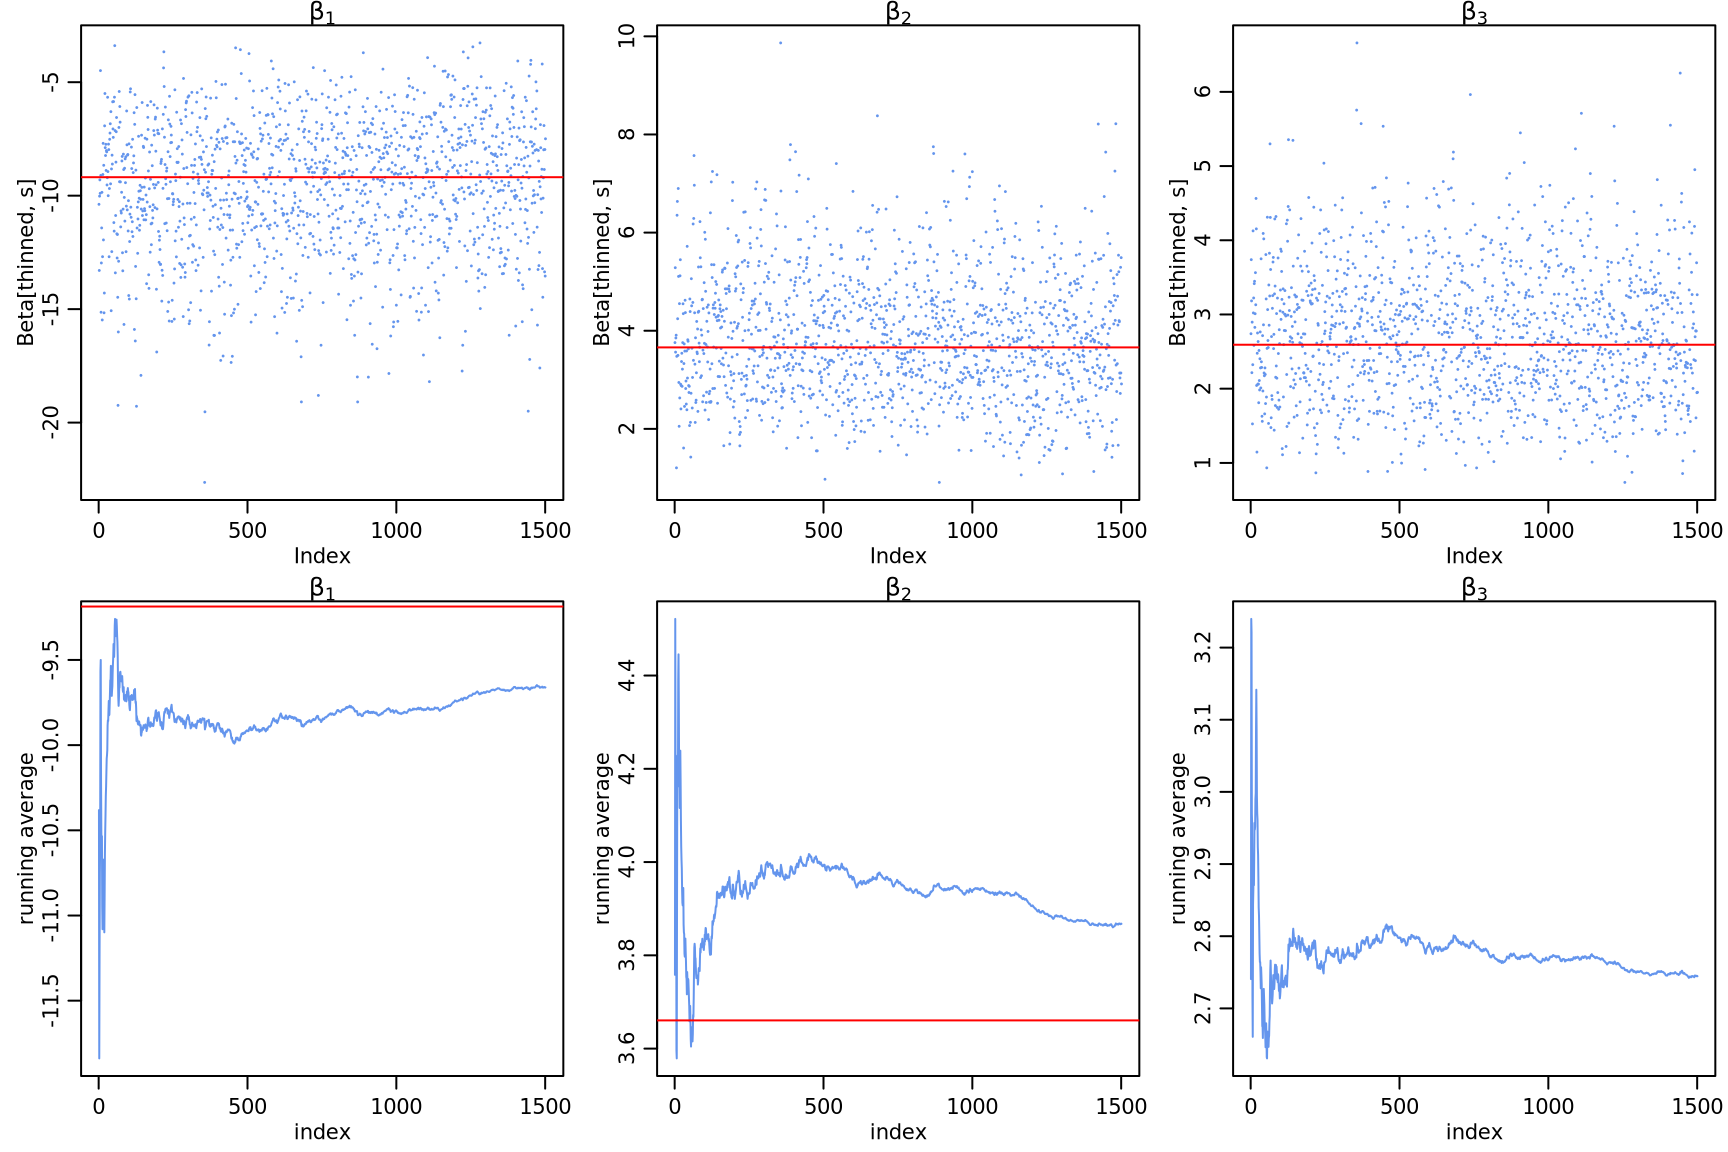 β₁
Beta[thinned, s]
-5
-10
-15
-20
0 500 1000 1500
Index
β₂
Beta[thinned, s]
10
8
6
4
2
0 500 1000 1500
Index
β₃
Beta[thinned, s]
6
5
4
3
2
1
0 500 1000 1500
Index
β₁
running average
-9.5
-10.0
-10.5
-11.0
-11.5
0 500 1000 1500
index
β₂
running average
4.4
4.2
4.0
3.8
3.6
0 500 1000 1500
index
β₃
running average
3.2
3.1
3.0
2.9
2.8
2.7
0 500 1000 1500
index